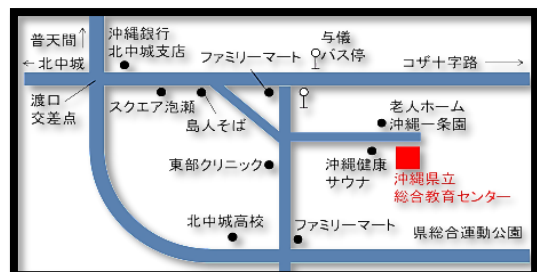 普天間
沖縄銀行
北中城支店
ファミリーマート
与儀
バス停
← 北中城
コザ十字路
渡口
交差点
スクエア泡瀬
島人そば
老人ホーム
沖縄一条園
東部クリニック
沖縄健康
サウナ
沖縄県立
総合教育センター
北中城高校
ファミリーマート
県総合運動公園